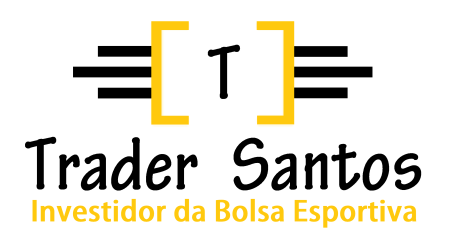 [T]
Trader Santos
Investidor da Bolsa Esportiva